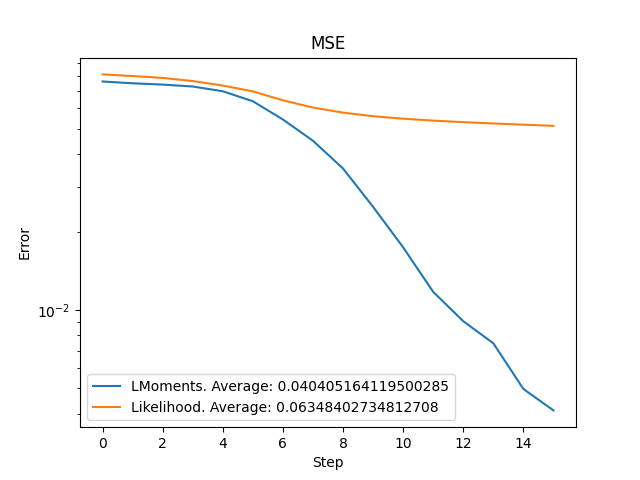 MSE
Error
10^{-2}
LMoments. Average: 0.040405164119500285
Likelihood. Average: 0.06348402734812708
0 2 4 6 8 10 12 14
Step